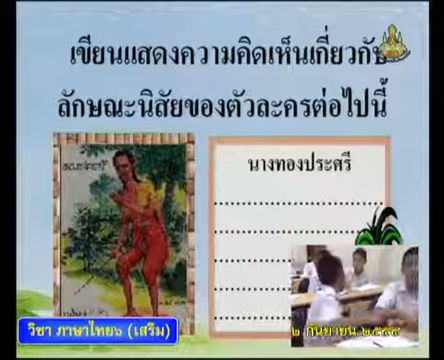 เขียนแสดงความคิดเห็นเกี่ยวกับ
ลักษณะนิสัยของตัวละครต่อไปนี้
นางทองประศรี
วิชา ภาษาไทย๖ (เสริม)
๒ กันยายน ๒๕๕๔